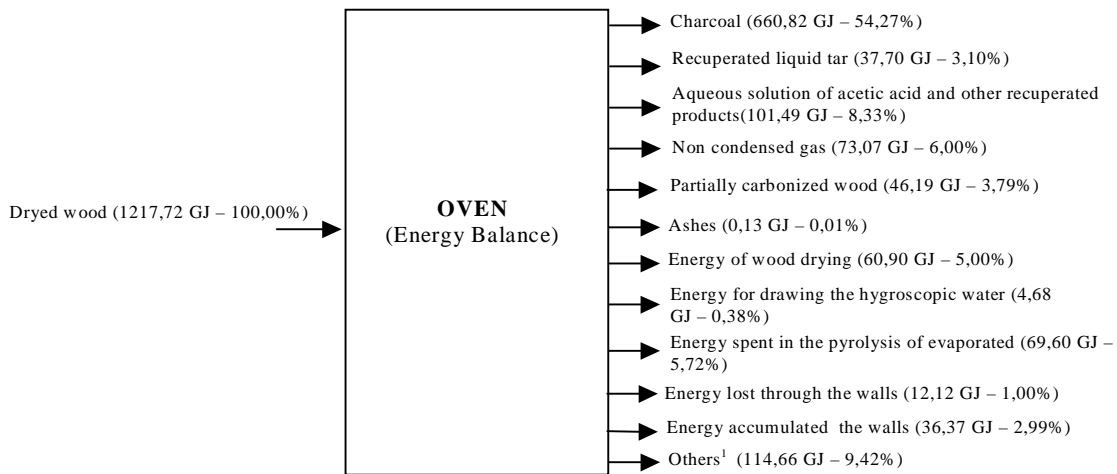 Charcoal (660,82 GJ – 54,27%)
Recuperated liquid tar (37,70 GJ – 3,10%)
Aqueous solution of acetic acid and other recuperated
products(101,49 GJ – 8,33%)
Non condensed gas (73,07 GJ – 6,00%)
Partially carbonized wood (46,19 GJ – 3,79%)
Dryed wood (1217,72 GJ – 100,00%)
OVEN
(Energy Balance)
Ashes (0,13 GJ – 0,01%)
Energy of wood drying (60,90 GJ – 5,00%)
Energy for drawing the hygroscopic water (4,68
GJ – 0,38%)
Energy spent in the pyrolysis of evaporated (69,60 GJ –
5,72%)
Energy lost through the walls (12,12 GJ – 1,00%)
Energy accumulated the walls (36,37 GJ – 2,99%)
Others¹ (114,66 GJ – 9,42%)